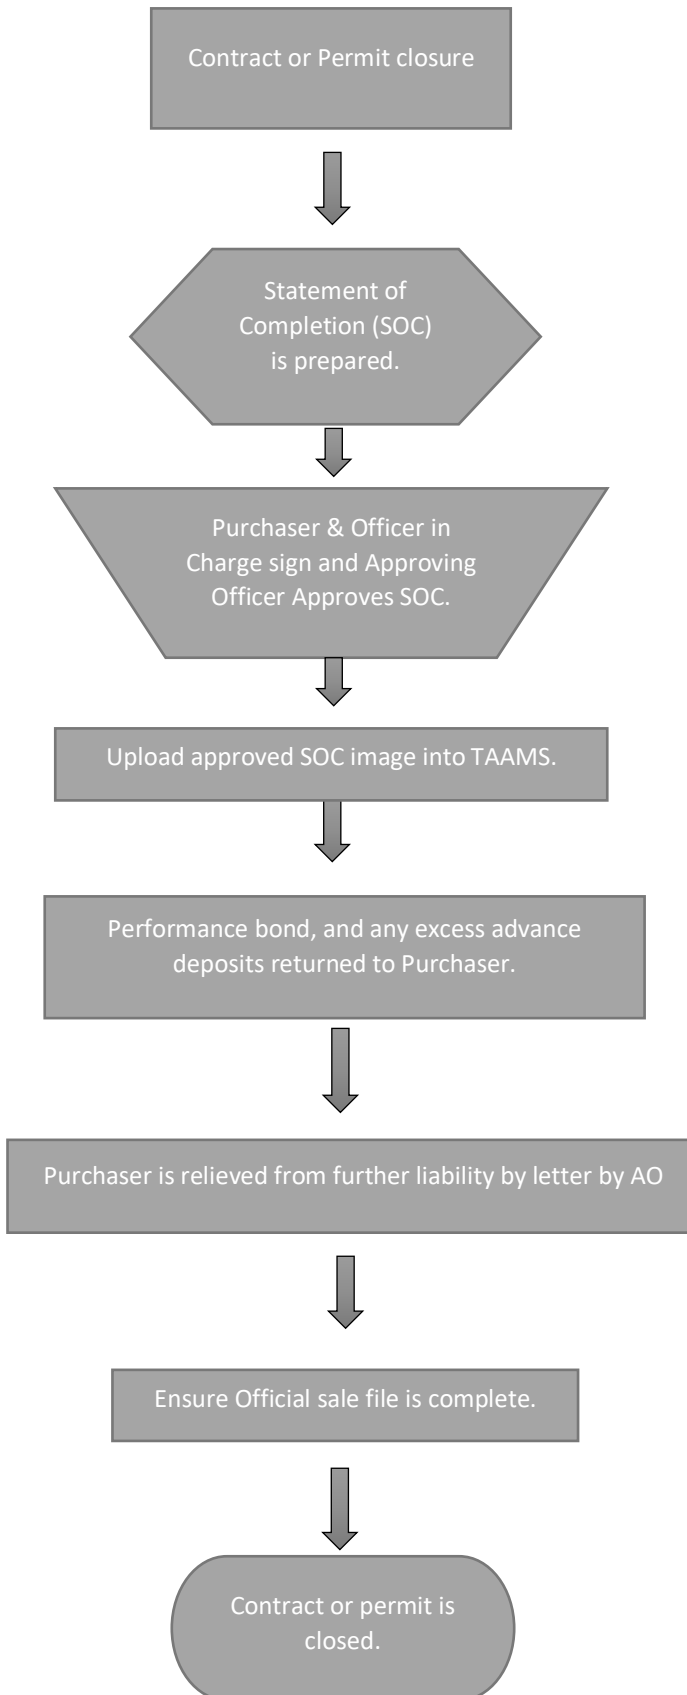 Contract or Permit closure
Statement of
Completion (SOC)
is prepared.
Purchaser & Officer in
Charge sign and Approving
Officer Approves SOC.
Upload approved SOC image into TAAMS.
Performance bond, and any excess advance
deposits returned to Purchaser.
Purchaser is relieved from further liability by letter by AO
Ensure Official sale file is complete.
Contract or permit is
closed.